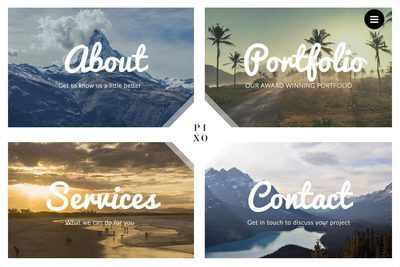 About
Get to know us a little better
Portfolio
OUR AWARD WINNING PORTFOLIO
PI
XO
Services
What we can do for you
Contact
Get in touch to discuss your project